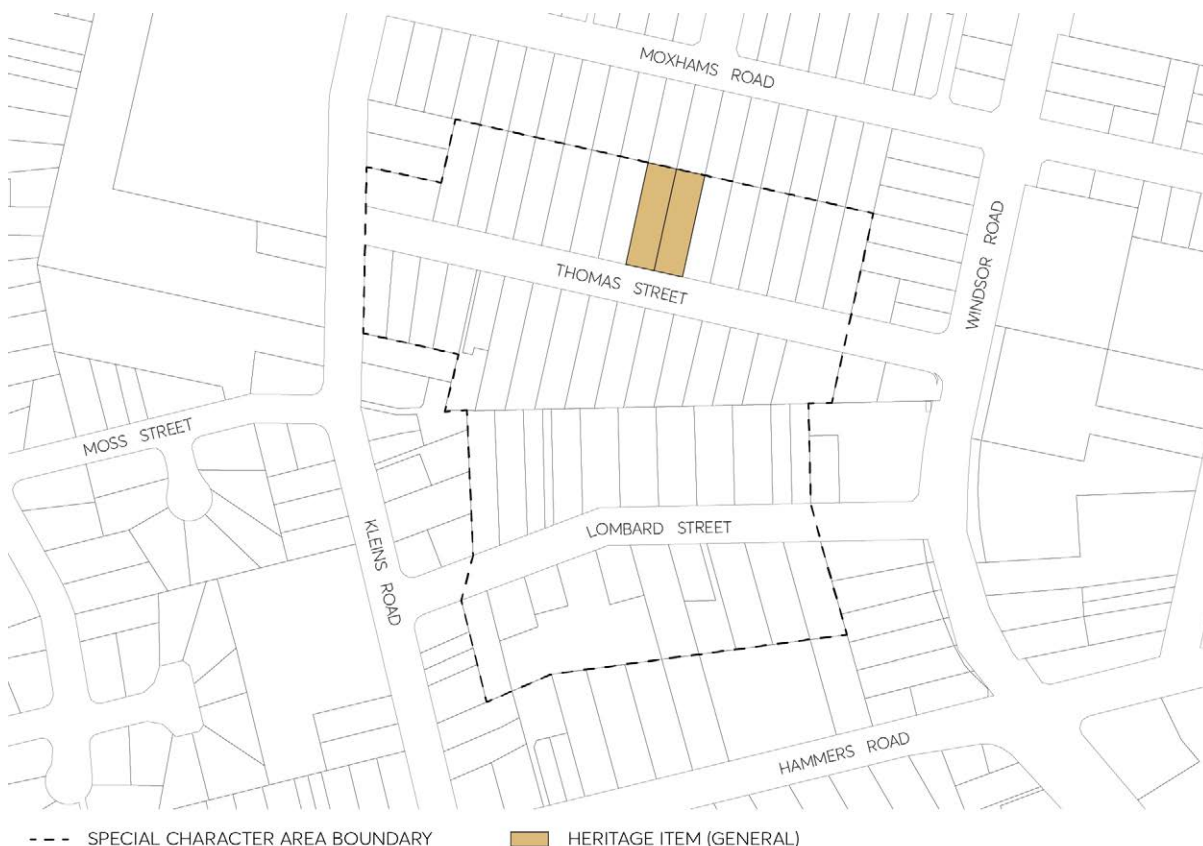 MOXHAMS ROAD
WINDSOR ROAD
THOMAS STREET
MOSS STREET
KLEINS ROAD
LOMBARD STREET
HAMMERS ROAD
SPECIAL CHARACTER AREA BOUNDARY
HERITAGE ITEM (GENERAL)